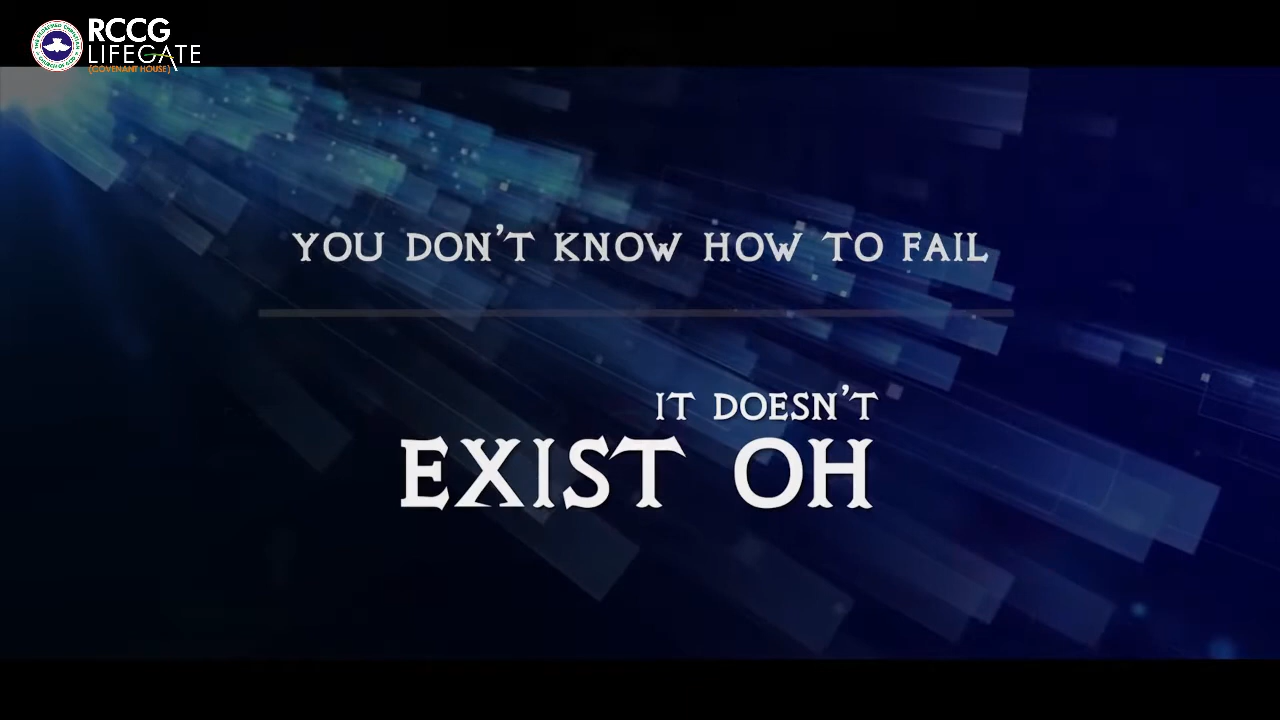 RCCG
LIFEGATE
(COVENANT HOUSE)
YOU DON'T KNOW HOW TO FAIL
IT DOESN'T
EXIST OH